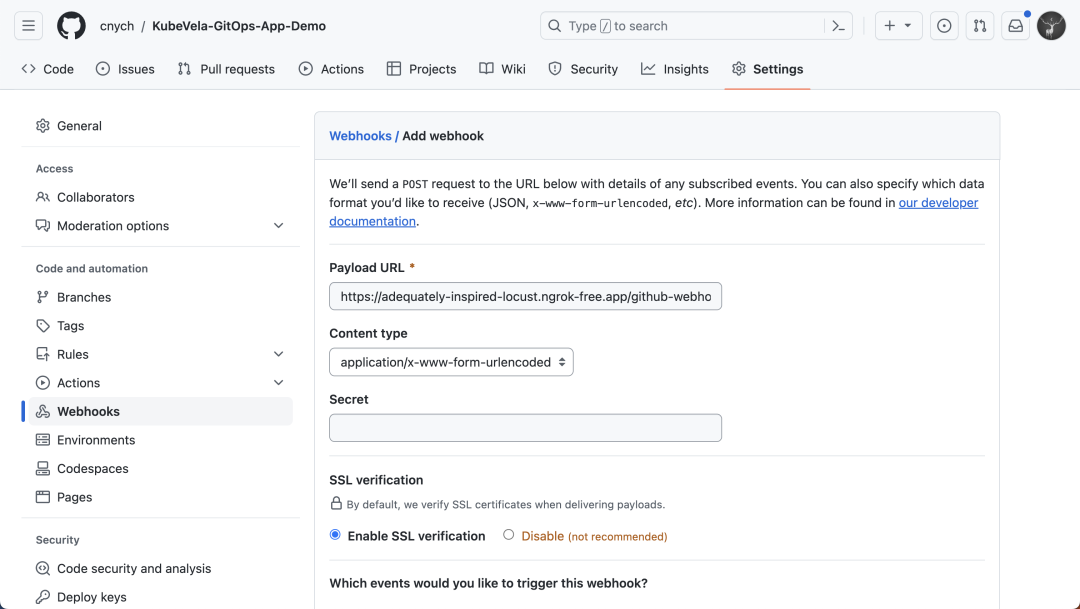 cnych / KubeVela-GitOps-App-Demo
Type / to search
Code Issues Pull requests Actions Projects Wiki Security Insights Settings
General
Access
Collaborators
Moderation options
Code and automation
Branches
Tags
Rules
Actions
Webhooks
Environments
Codespaces
Pages
Security
Code security and analysis
Deploy keys
Webhooks / Add webhook
We'll send a POST request to the URL below with details of any subscribed events. You can also specify which data
format you'd like to receive (JSON, x-www-form-urlencoded, etc). More information can be found in our developer
documentation.
Payload URL *
https://adequately-inspired-locust.ngrok-free.app/github-webho
Content type
application/x-www-form-urlencoded
Secret
SSL verification
By default, we verify SSL certificates when delivering payloads.
Enable SSL verification Disable (not recommended)
Which events would you like to trigger this webhook?